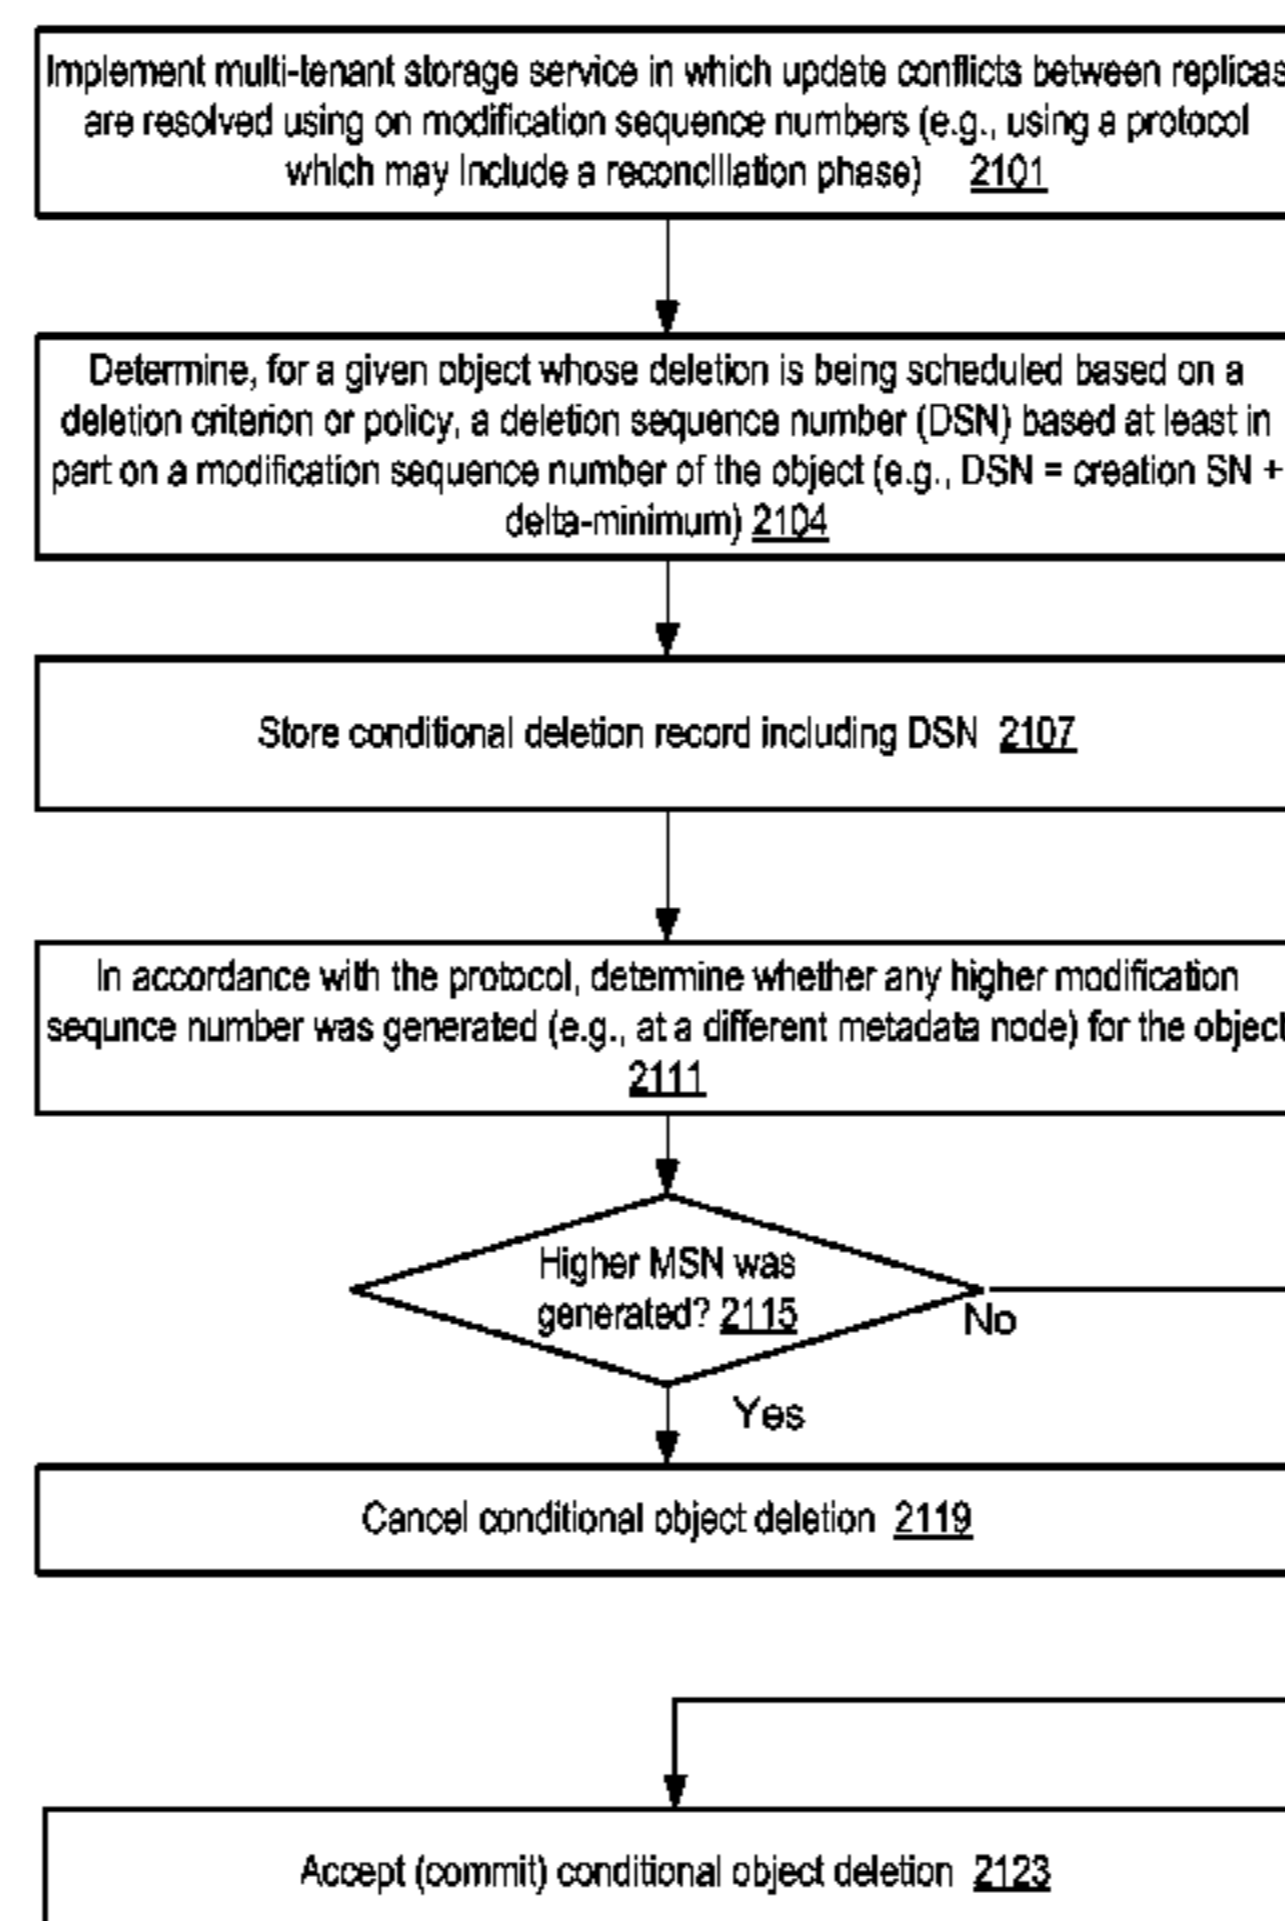 Implement multi-tenant storage service in which update conflicts between replicas
are resolved using on modification sequence numbers (e.g., using a protocol
which may include a reconciliation phase) 2101
Determine, for a given object whose deletion is being scheduled based on a
deletion criterion or policy, a deletion sequence number (DSN) based at least in
part on a modification sequence number of the object (e.g., DSN = creation SN +
delta-minimum) 2104
Store conditional deletion record including DSN 2107
In accordance with the protocol, determine whether any higher modification
sequnce number was generated (e.g., at a different metadata node) for the object
2111
Higher MSN was
generated? 2115
No
Yes
Cancel conditional object deletion 2119
Accept (commit) conditional object deletion 2123